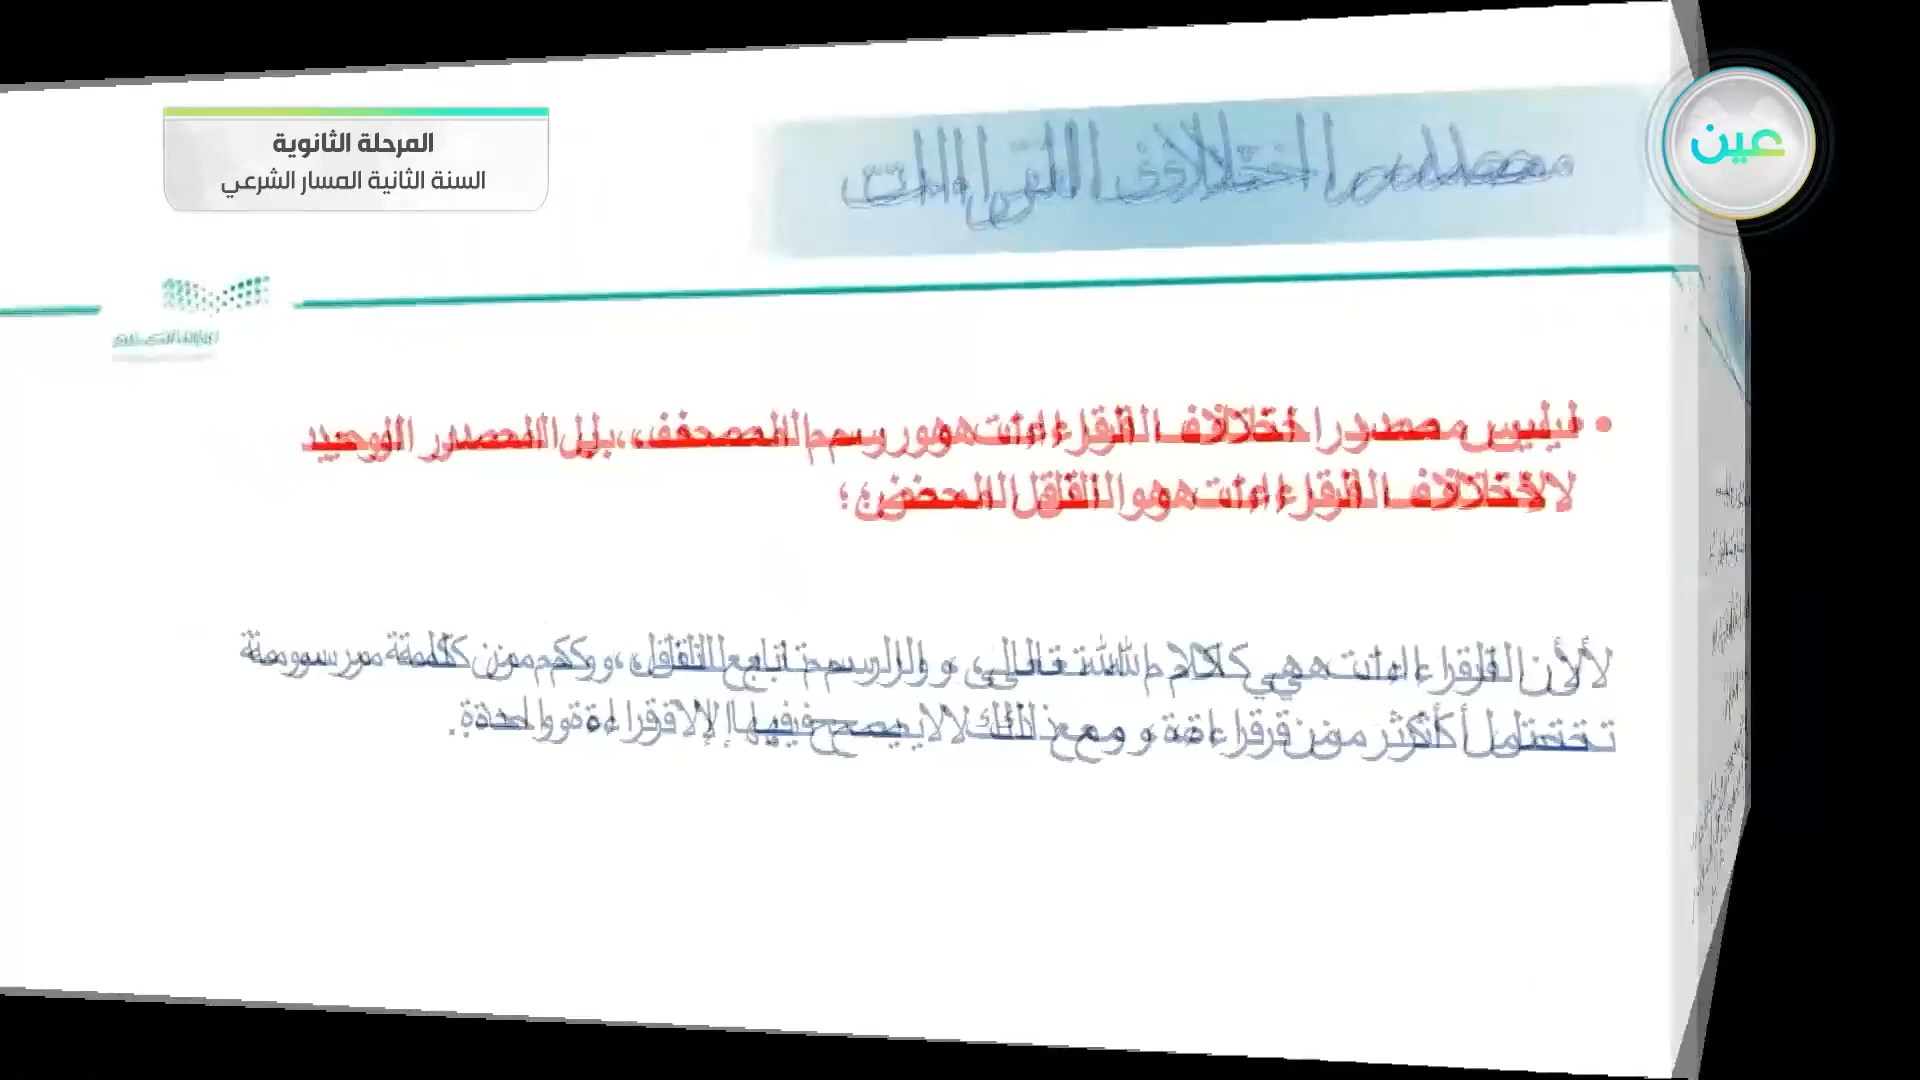 المرحلة الثانوية
السنة الثانية المسار الشرعي
عين
مصدر اختلاف القراءات
• ليس مصدر اختلاف القراءات هو رسم المصحف، بل المصدر الوحيد
لاختلاف القراءات هو النقل المحض؛
لأن القراءات هي كلام الله تعالى، والرسم تابع للنقل، وكم من كلمة مرسومة
تحتمل أكثر من قراءة ومع ذلك لا يصح فيها إلا قراءة واحدة.